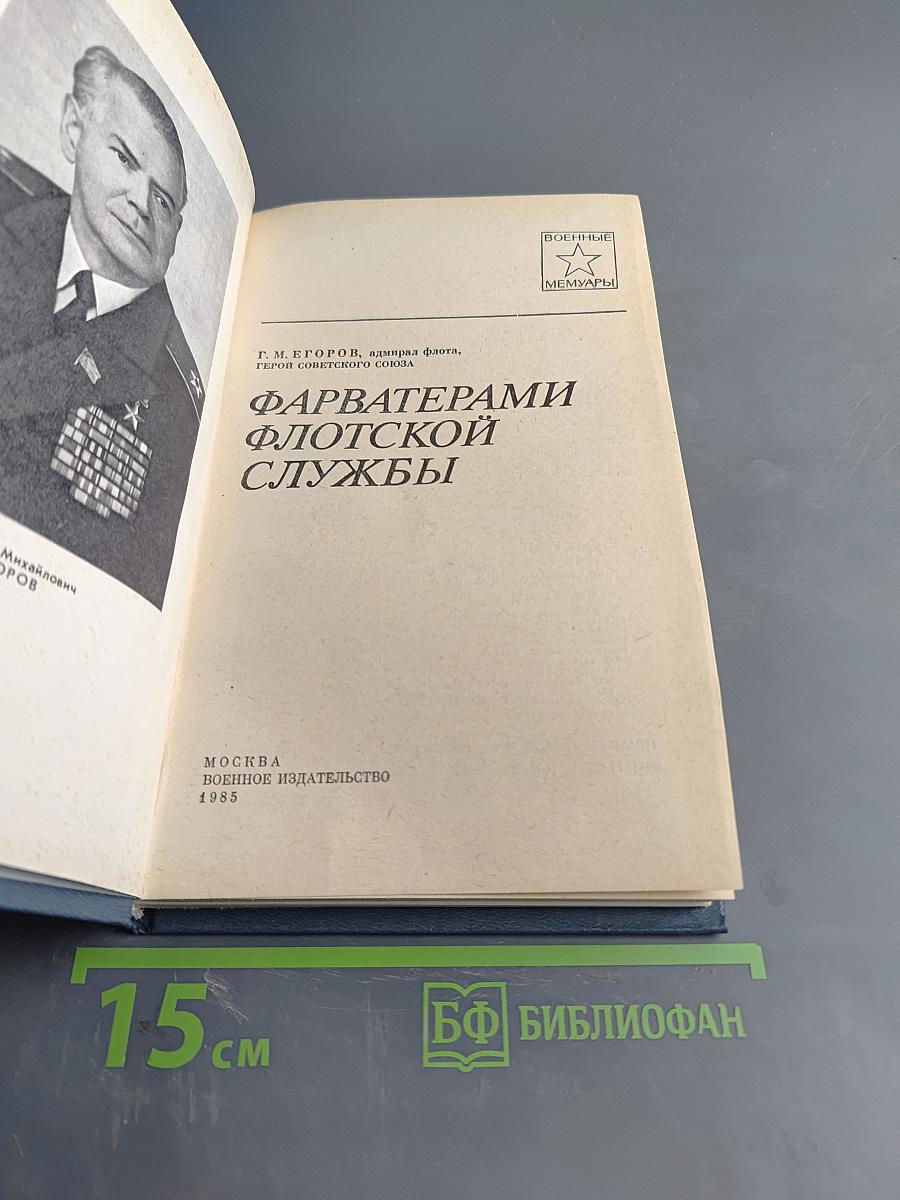 Михайлович
ВОЕННЫЕ
МЕМУАРЫ
Г. М. ЕГОРОВ, адмирал флота,
ГЕРОЙ СОВЕТСКОГО СОЮЗА
ФАРВАТЕРАМИ
ФЛОТСКОЙ
СЛУЖБЫ
МОСКВА
ВОЕННОЕ ИЗДАТЕЛЬСТВО
1985
15 см
БФ БИБЛИОФАН